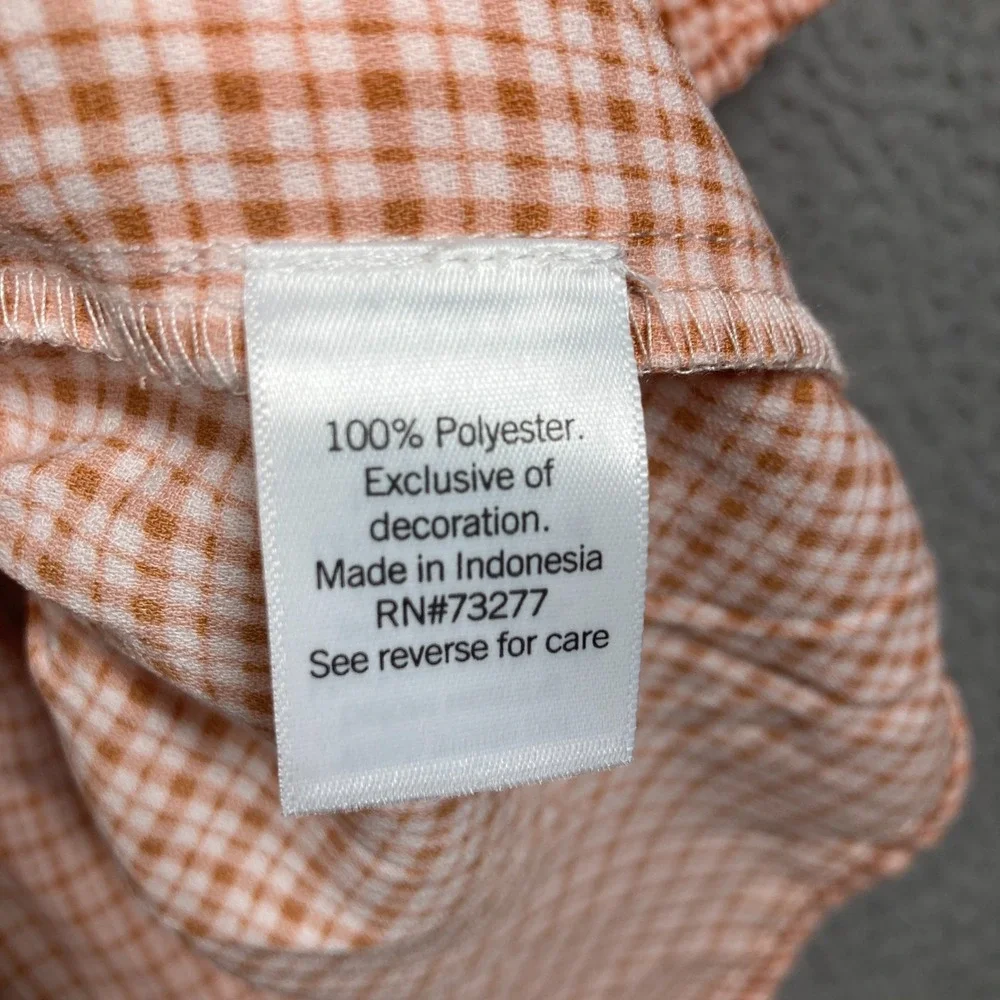 100% Polyester.
Exclusive of
decoration.
Made in Indonesia
RN#73277
See reverse for care